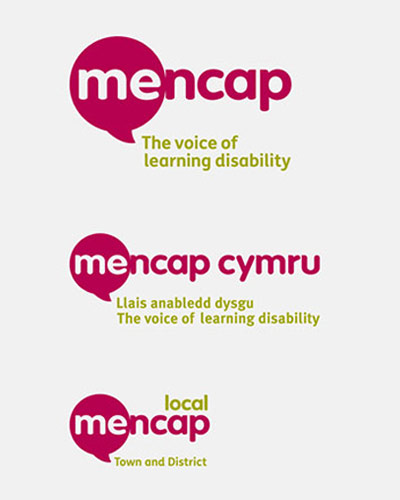 mencap
The voice of
learning disability
mencap cymru
Llais anabledd dysgu
The voice of learning disability
local
mencap
Town and District